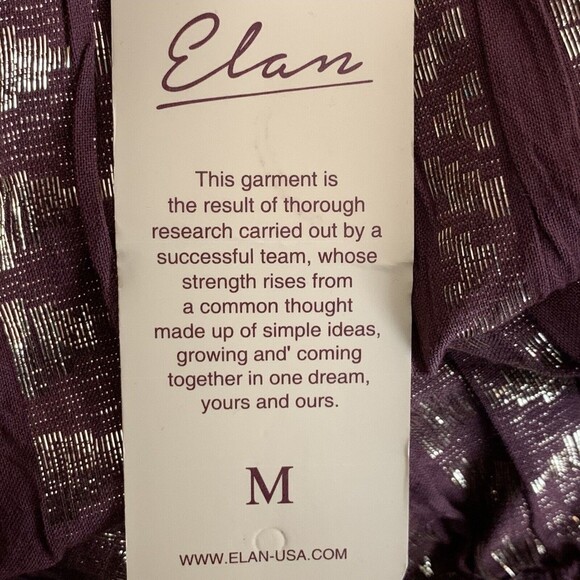 Elan
This garment is
the result of thorough
research carried out by a
successful team, whose
strength rises from
a common thought
made up of simple ideas,
growing and' coming
together in one dream,
yours and ours.
M
WWW.ELAN-USA.COM